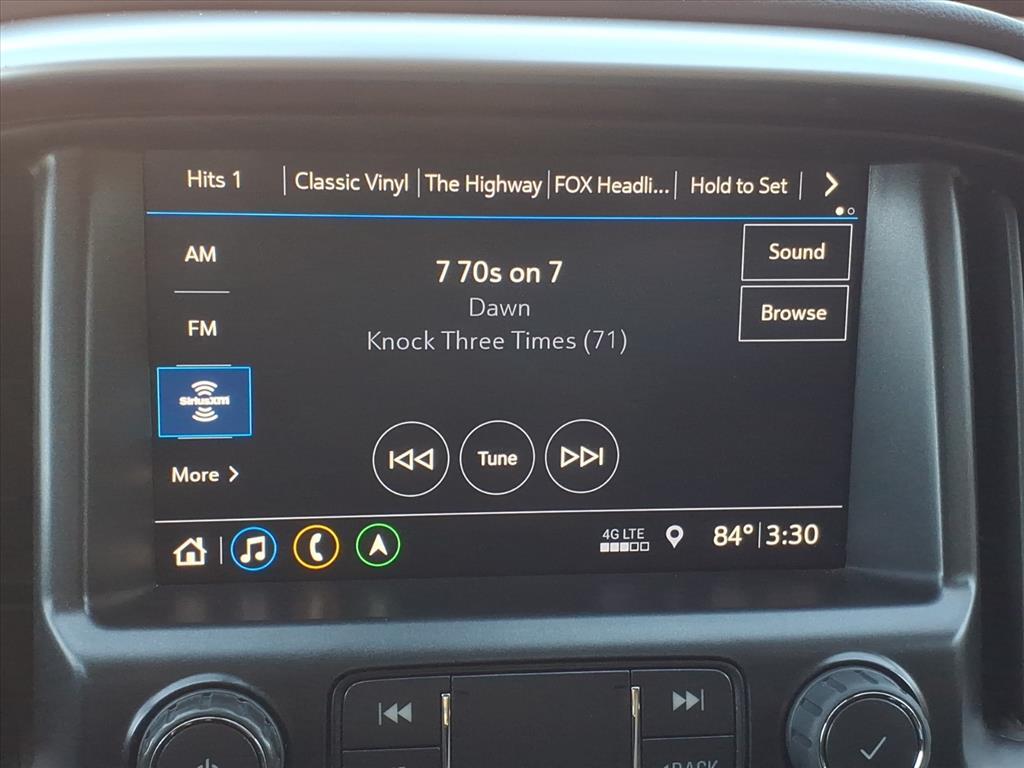 Hits 1
Classic Vinyl
The Highway
FOX Headli...
Hold to Set
AM
7 70s on 7
Sound
Dawn
FM
Knock Three Times (71)
Browse
SiriusXM
More
Tune
4G LTE
84° 3:30
BACK